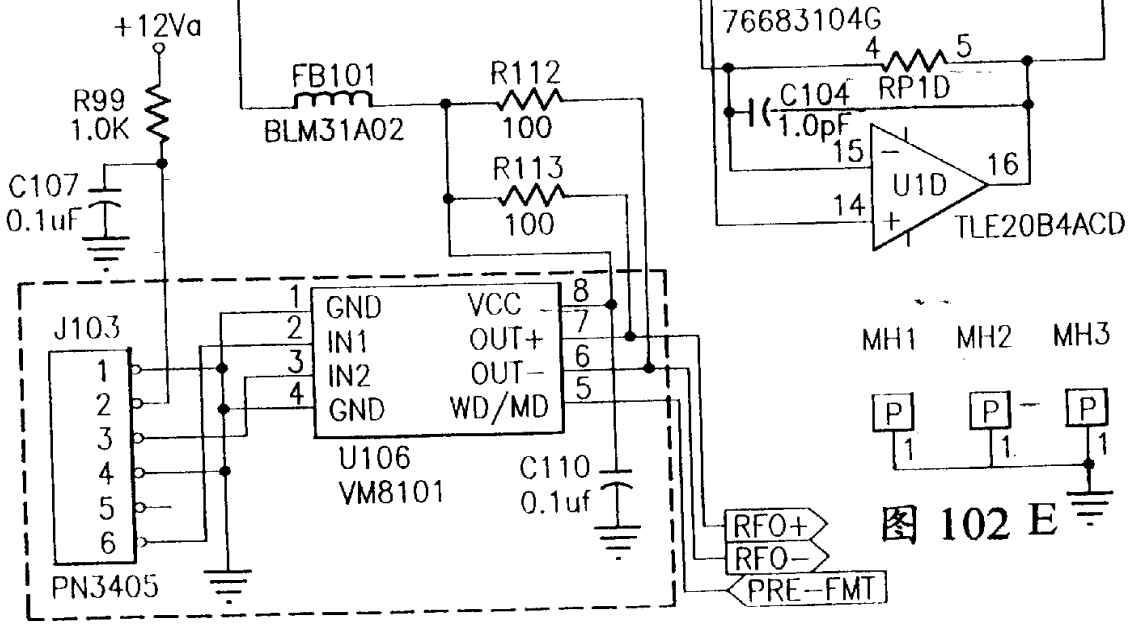 +12Va
R99
1.0K
C107
0.1uF
FB101
BLM31A02
R112
100
R113
100
76683104G
4
5
RP1D
C104
1.0pF
15
14
16
U1D
TLE20B4ACD
J103
1
2
3
4
5
6
PN3405
1
2
3
4
GND
IN1
IN2
GND
VCC
OUT+
OUT-
WD/MD
8
7
6
5
U106
VM8101
C110
0.1uf
RFO+
RFO-
PRE-FMT
MH1 MH2 MH3
P P P
1 1 1
图 102 E